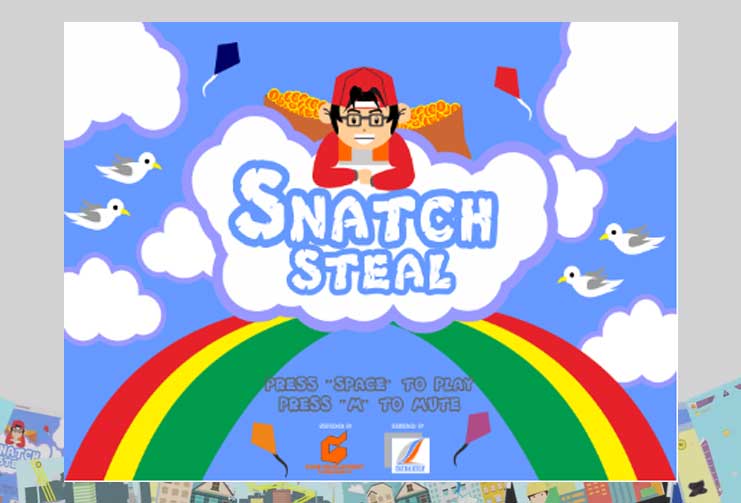 SNATCH
STEAL
PRESS "SPACE" TO PLAY
PRESS "M" TO MUTE